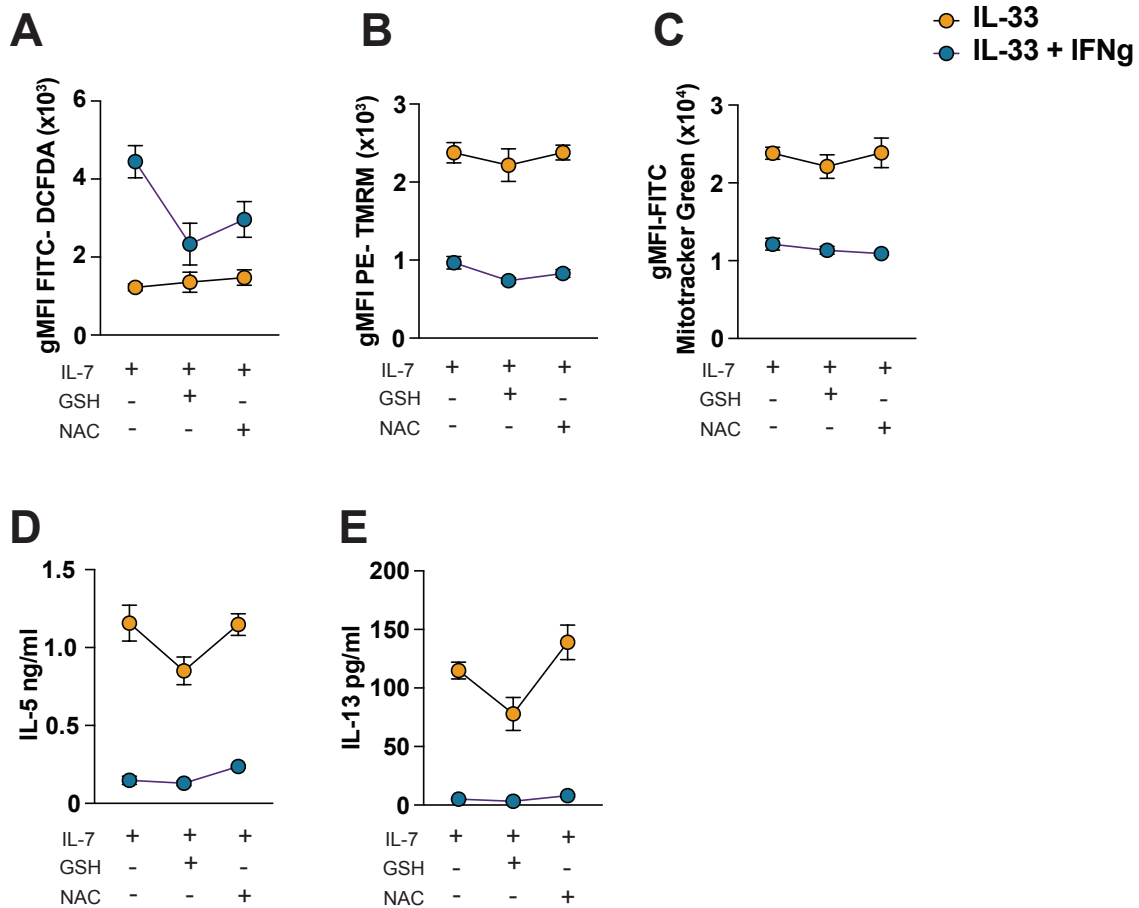 A
B
C
IL-33
IL-33 + IFNg
gMFI FITC- DCFDA (x10³)
6
4
2
0
IL-7 + + +
GSH - + -
NAC - - +
gMFI PE- TMRM (x10³)
3
2
1
0
IL-7 + + +
GSH - + -
NAC - - +
gMFI-FITC
Mitotracker Green (x10⁴)
3
2
1
0
IL-7 + + +
GSH - + -
NAC - - +
D
E
IL-5 ng/ml
1.5
1.0
0.5
0
IL-7 + + +
GSH - + -
NAC - - +
IL-13 pg/ml
200
150
100
50
0
IL-7 + + +
GSH - + -
NAC - - +